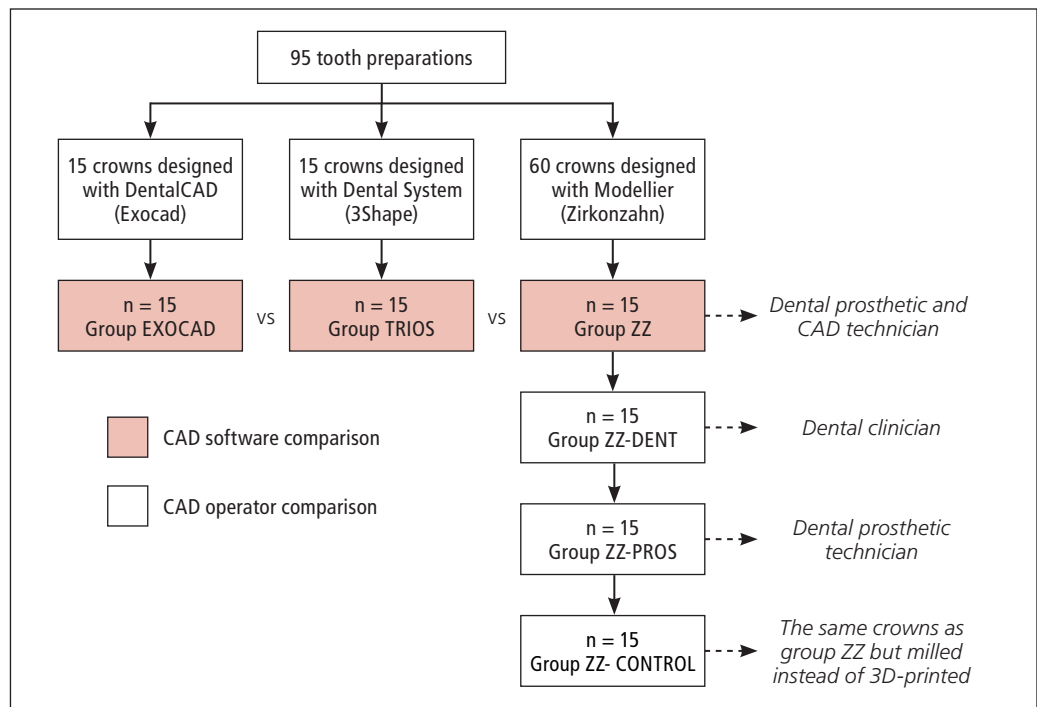 95 tooth preparations
15 crowns designed
with DentalCAD
(Exocad)
15 crowns designed
with Dental System
(3Shape)
60 crowns designed
with Modellier
(Zirkonzahn)
n = 15
Group EXOCAD
vs
n = 15
Group TRIOS
vs
n = 15
Group ZZ
Dental prosthetic and
CAD technician
n = 15
Group ZZ-DENT
Dental clinician
CAD software comparison
CAD operator comparison
n = 15
Group ZZ-PROS
Dental prosthetic
technician
n = 15
Group ZZ- CONTROL
The same crowns as
group ZZ but milled
instead of 3D-printed